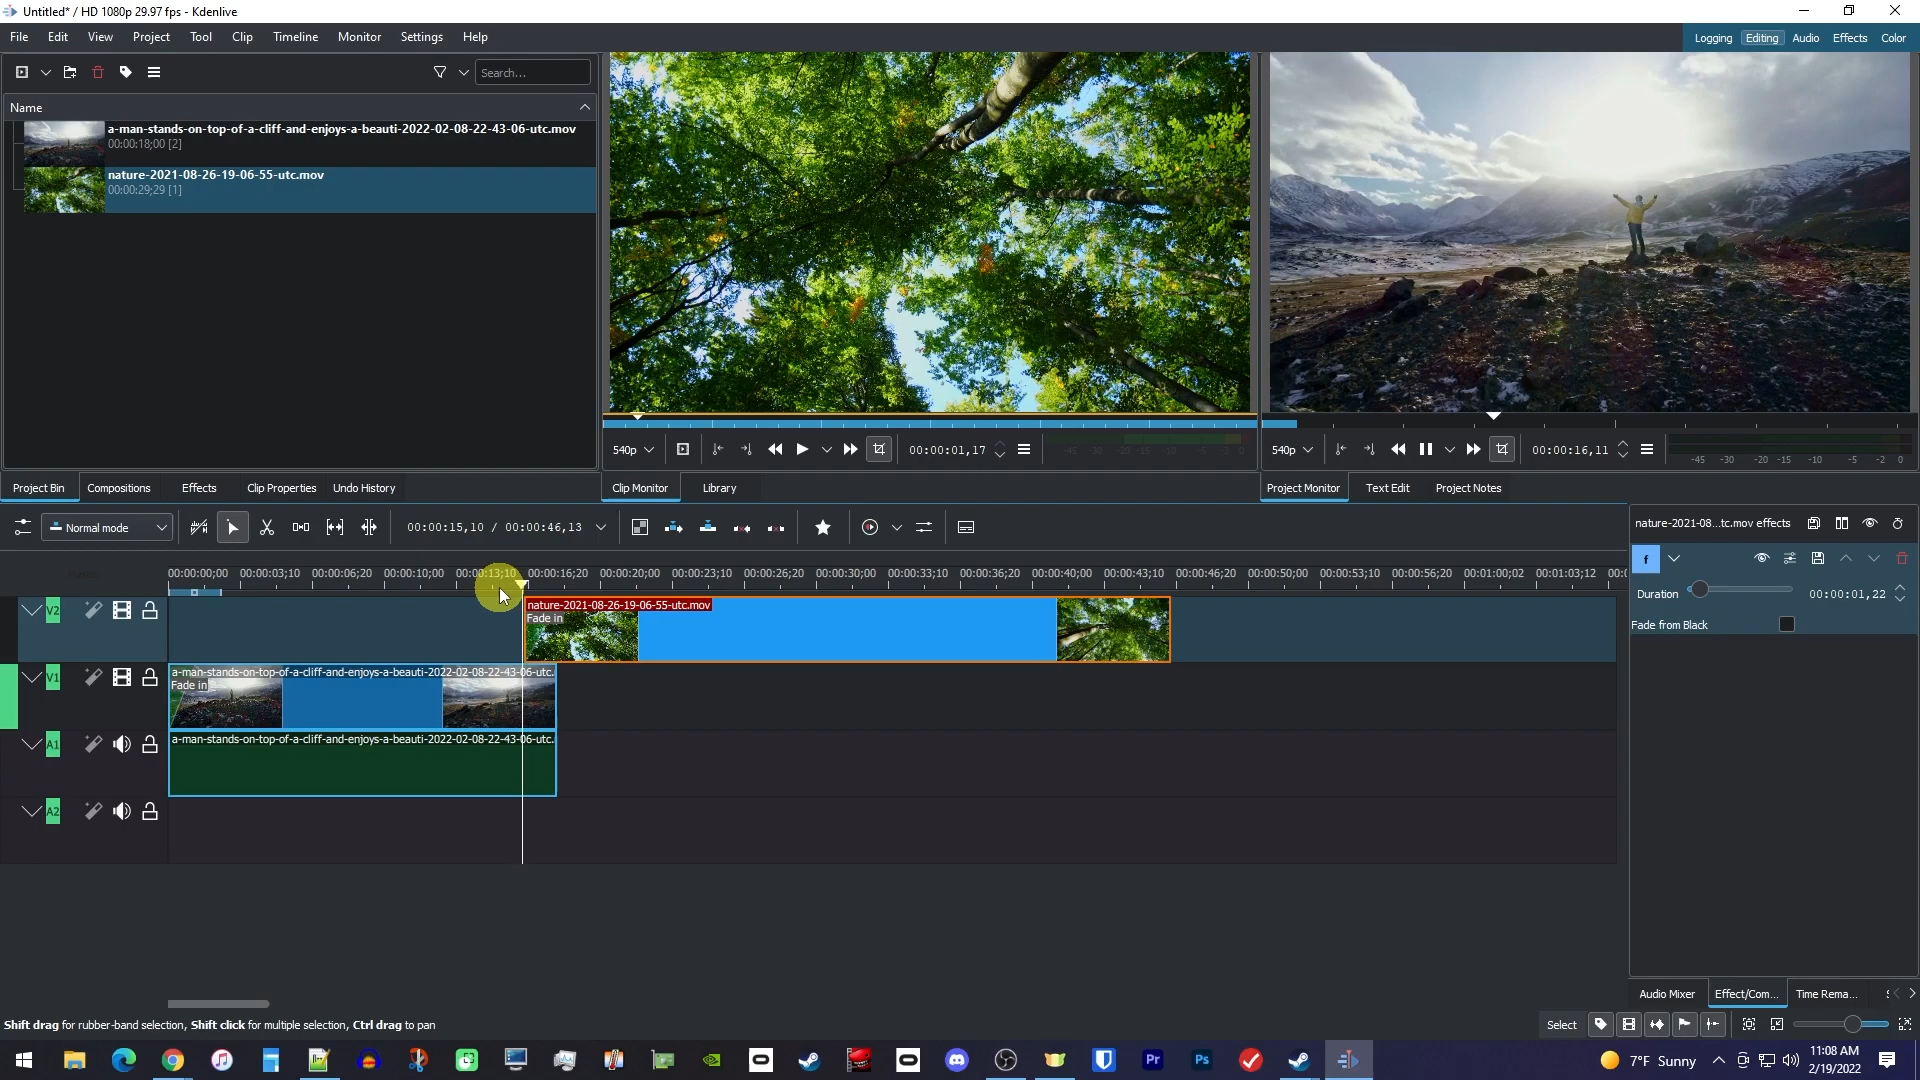 Untitled* / HD 1080p 29.97 fps - Kdenlive
File Edit View Project Tool Clip Timeline Monitor Settings Help
Logging Editing Audio Effects Color
Search...
Name
a-man-stands-on-top-of-a-cliff-and-enjoys-a-beauti-2022-02-08-22-43-06-utc.mov
00:00:18;00 [2]
nature-2021-08-26-19-06-55-utc.mov
00:00:29;29 [1]
540p 00:00:01,17 -45 -30 -20 -15 -10 -5 -2 0
540p 00:00:16,11 -45 -30 -20 -15 -10 -5 -2 0
Project Bin Compositions Effects Clip Properties Undo History
Clip Monitor Library
Project Monitor Text Edit Project Notes
Normal mode 00:00:15,10 / 00:00:46,13
nature-2021-08...tc.mov effects
f
Duration 00:00:01,22
Fade from Black
00:00:00;00 00:00:03;10 00:00:06;20 00:00:10;00 00:00:13;10 00:00:16;20 00:00:20;00 00:00:23;10 00:00:26;20 00:00:30;00 00:00:33;10 00:00:36;20 00:00:40;00 00:00:43;10 00:00:46;20 00:00:50;00 00:00:53;10 00:00:56;20 00:01:00;02 00:01:03;12 00:0
V2
nature-2021-08-26-19-06-55-utc.mov
Fade in
V1
a-man-stands-on-top-of-a-cliff-and-enjoys-a-beauti-2022-02-08-22-43-06-utc.
Fade in
A1
a-man-stands-on-top-of-a-cliff-and-enjoys-a-beauti-2022-02-08-22-43-06-utc.
A2
Audio Mixer Effect/Com... Time Rema...
Shift drag for rubber-band selection, Shift click for multiple selection, Ctrl drag to pan
Select
Pr Ps
7°F Sunny
11:08 AM
2/19/2022